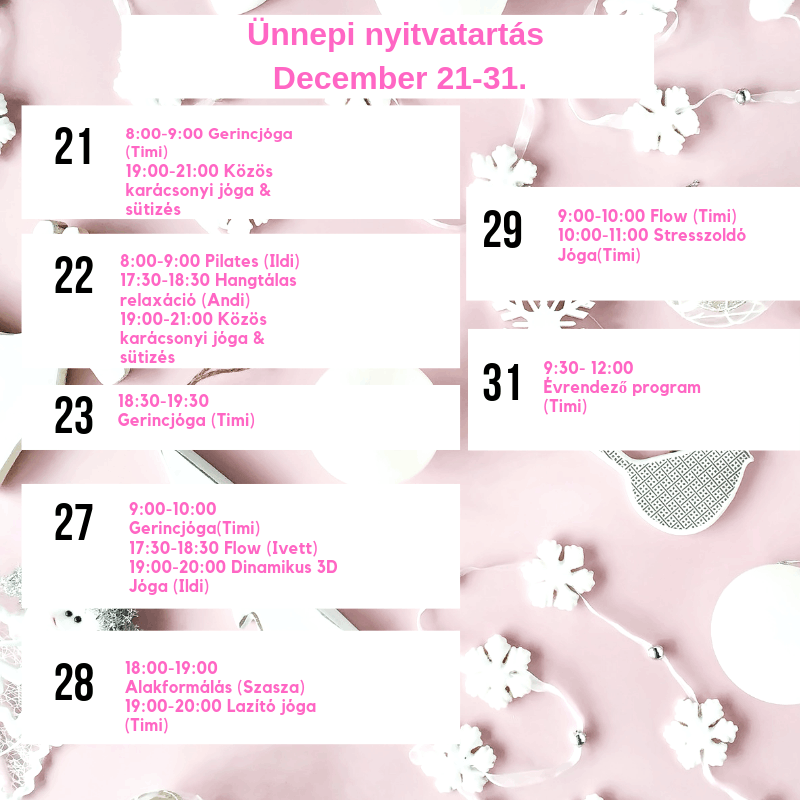 Ünnepi nyitvatartás
December 21-31.
21
8:00-9:00 Gerincjóga
(Timi)
19:00-21:00 Közös
karácsonyi jóga &
sütizés
22
8:00-9:00 Pilates (Ildi)
17:30-18:30 Hangtálas
relaxáció (Andi)
19:00-21:00 Közös
karácsonyi jóga &
sütizés
23
18:30-19:30
Gerincjóga (Timi)
27
9:00-10:00
Gerincjóga(Timi)
17:30-18:30 Flow (Ivett)
19:00-20:00 Dinamikus 3D
Jóga (Ildi)
28
18:00-19:00
Alakformálás (Szasza)
19:00-20:00 Lazító jóga
(Timi)
29
9:00-10:00 Flow (Timi)
10:00-11:00 Stresszoldó
Jóga(Timi)
31
9:30- 12:00
Évrendező program
(Timi)